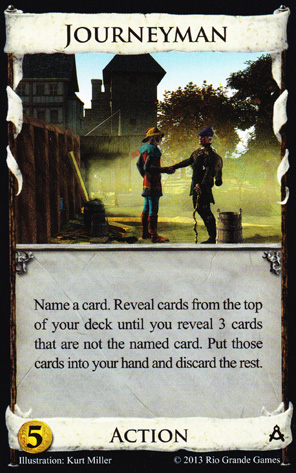 JOURNEYMAN
Name a card. Reveal cards from the top
of your deck until you reveal 3 cards
that are not the named card. Put those
cards into your hand and discard the rest.
5
ACTION
Illustration: Kurt Miller © 2013 Rio Grande Games